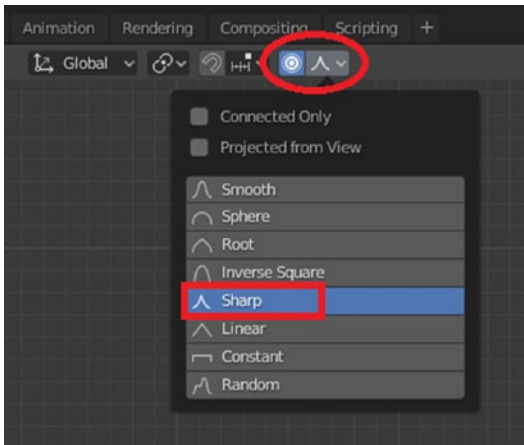 Animation Rendering Compositing Scripting +
Global
Connected Only
Projected from View
Smooth
Sphere
Root
Inverse Square
Sharp
Linear
Constant
Random